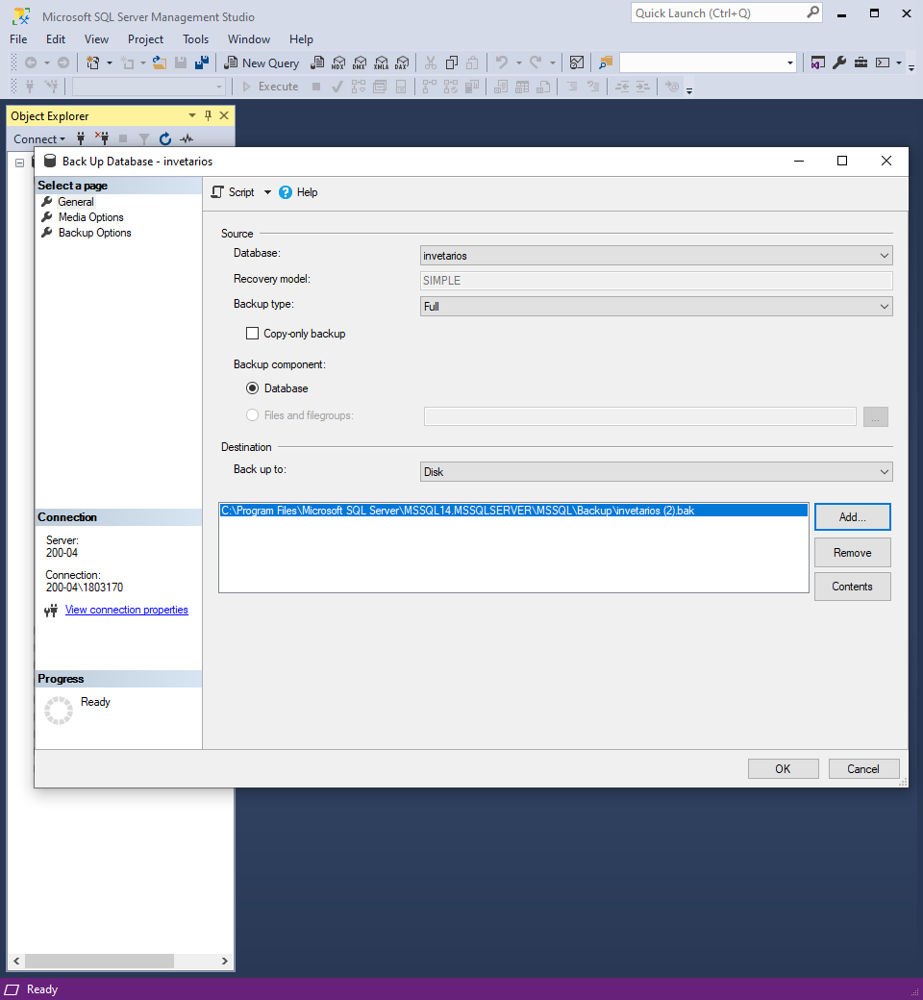 Microsoft SQL Server Management Studio
Quick Launch (Ctrl+Q)
File Edit View Project Tools Window Help
New Query MDX DMX XMLA DAX
Execute
Object Explorer
Connect
Back Up Database - invetarios
Select a page
General
Media Options
Backup Options
Script Help
Source
Database: invetarios
Recovery model: SIMPLE
Backup type: Full
Copy-only backup
Backup component:
Database
Files and filegroups: ...
Destination
Back up to: Disk
C:\Program Files\Microsoft SQL Server\MSSQL14.MSSQLSERVER\MSSQL\Backup\invetarios (2).bak
Add...
Remove
Contents
Connection
Server:
200-04
Connection:
200-04\1803170
View connection properties
Progress
Ready
OK Cancel
Ready